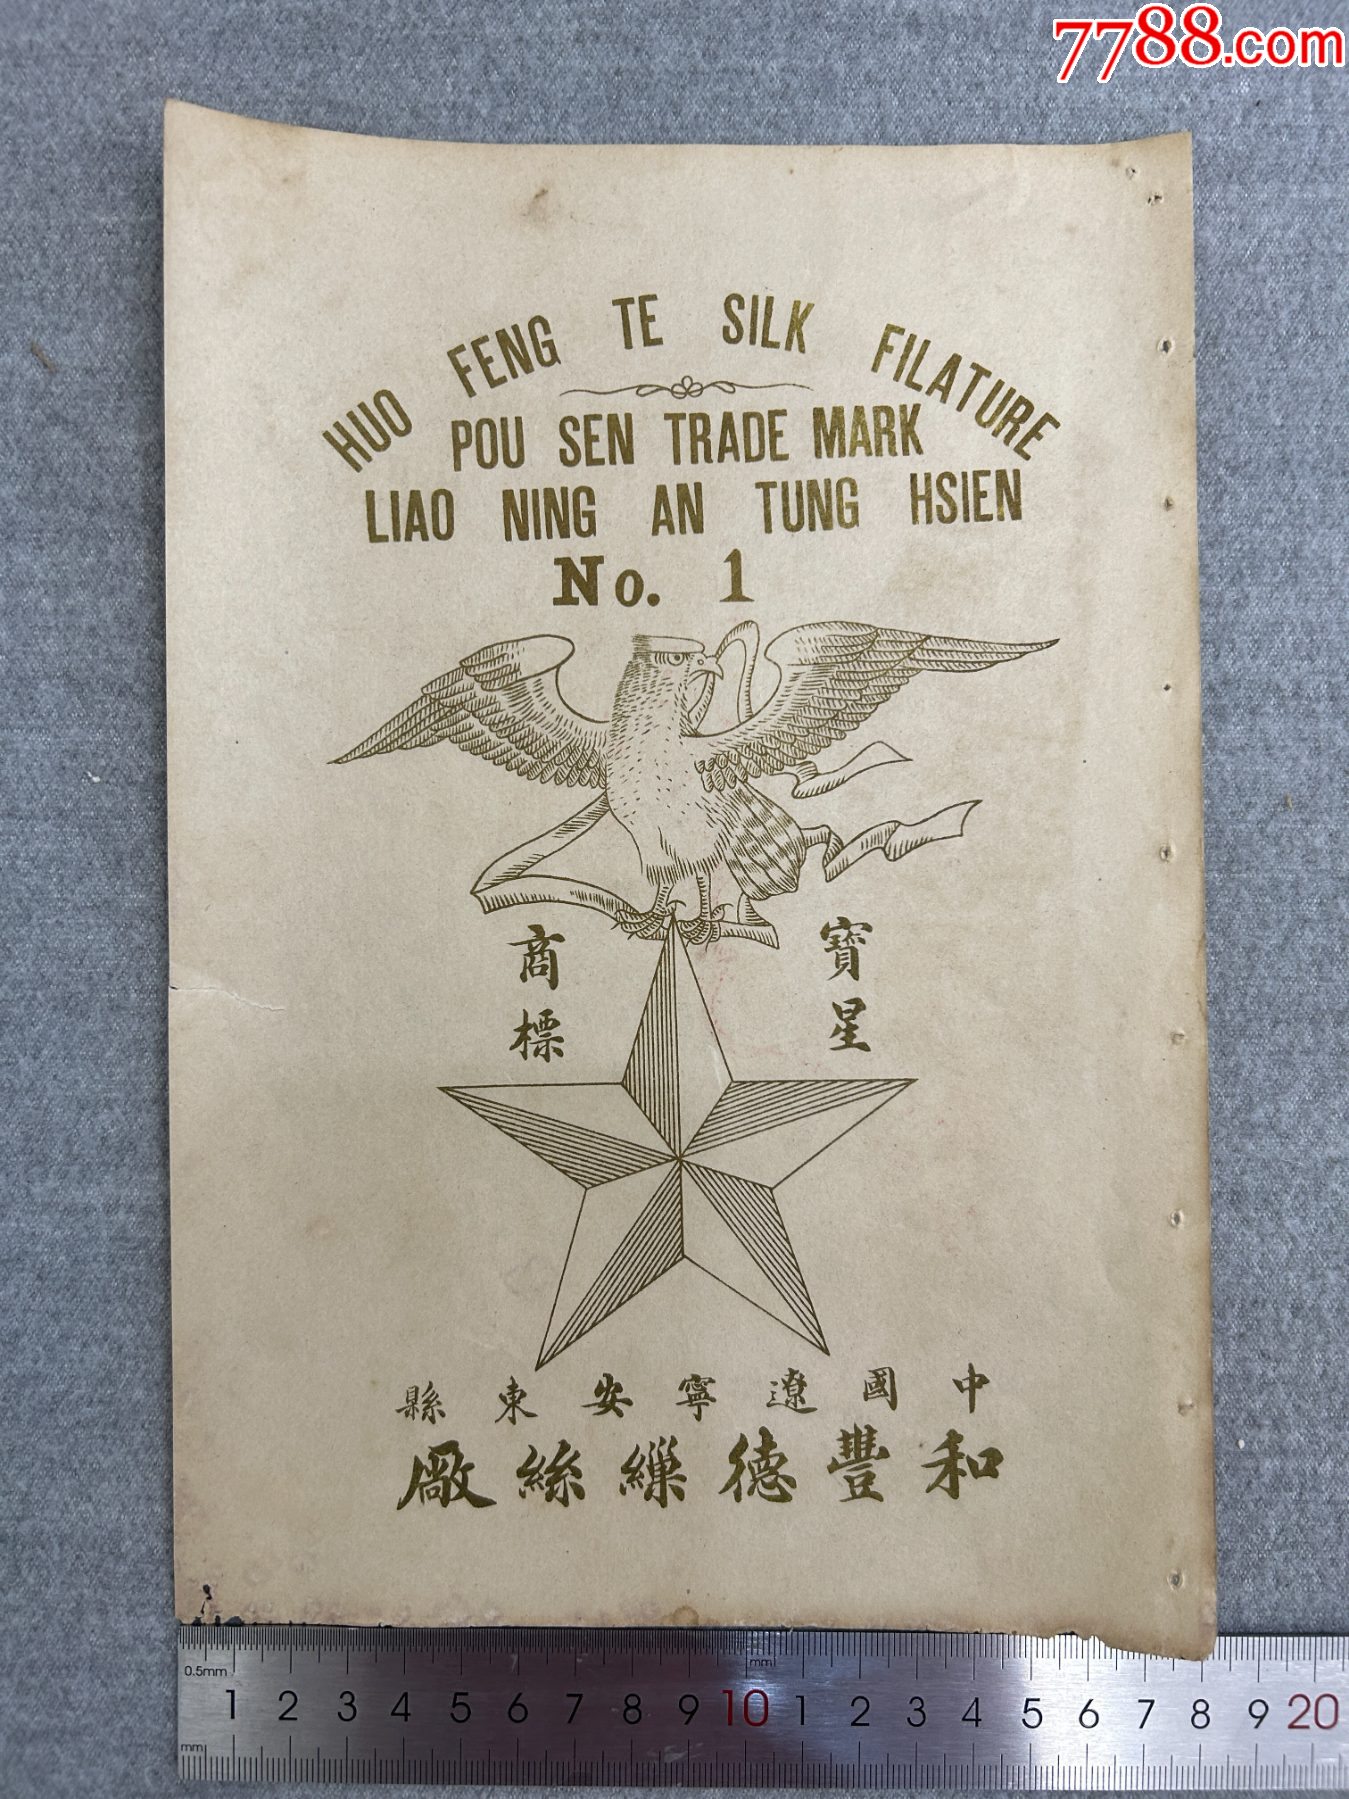 7788.com
HUO FENG TE SILK FILATURE
POU SEN TRADE MARK
LIAO NING AN TUNG HSIEN
No. 1
寶星
商標
中國遼寧安東縣
和豐德繅絲厰
0.5mm
mm
1 2 3 4 5 6 7 8 9 10 1 2 3 4 5 6 7 8 9 20
mm